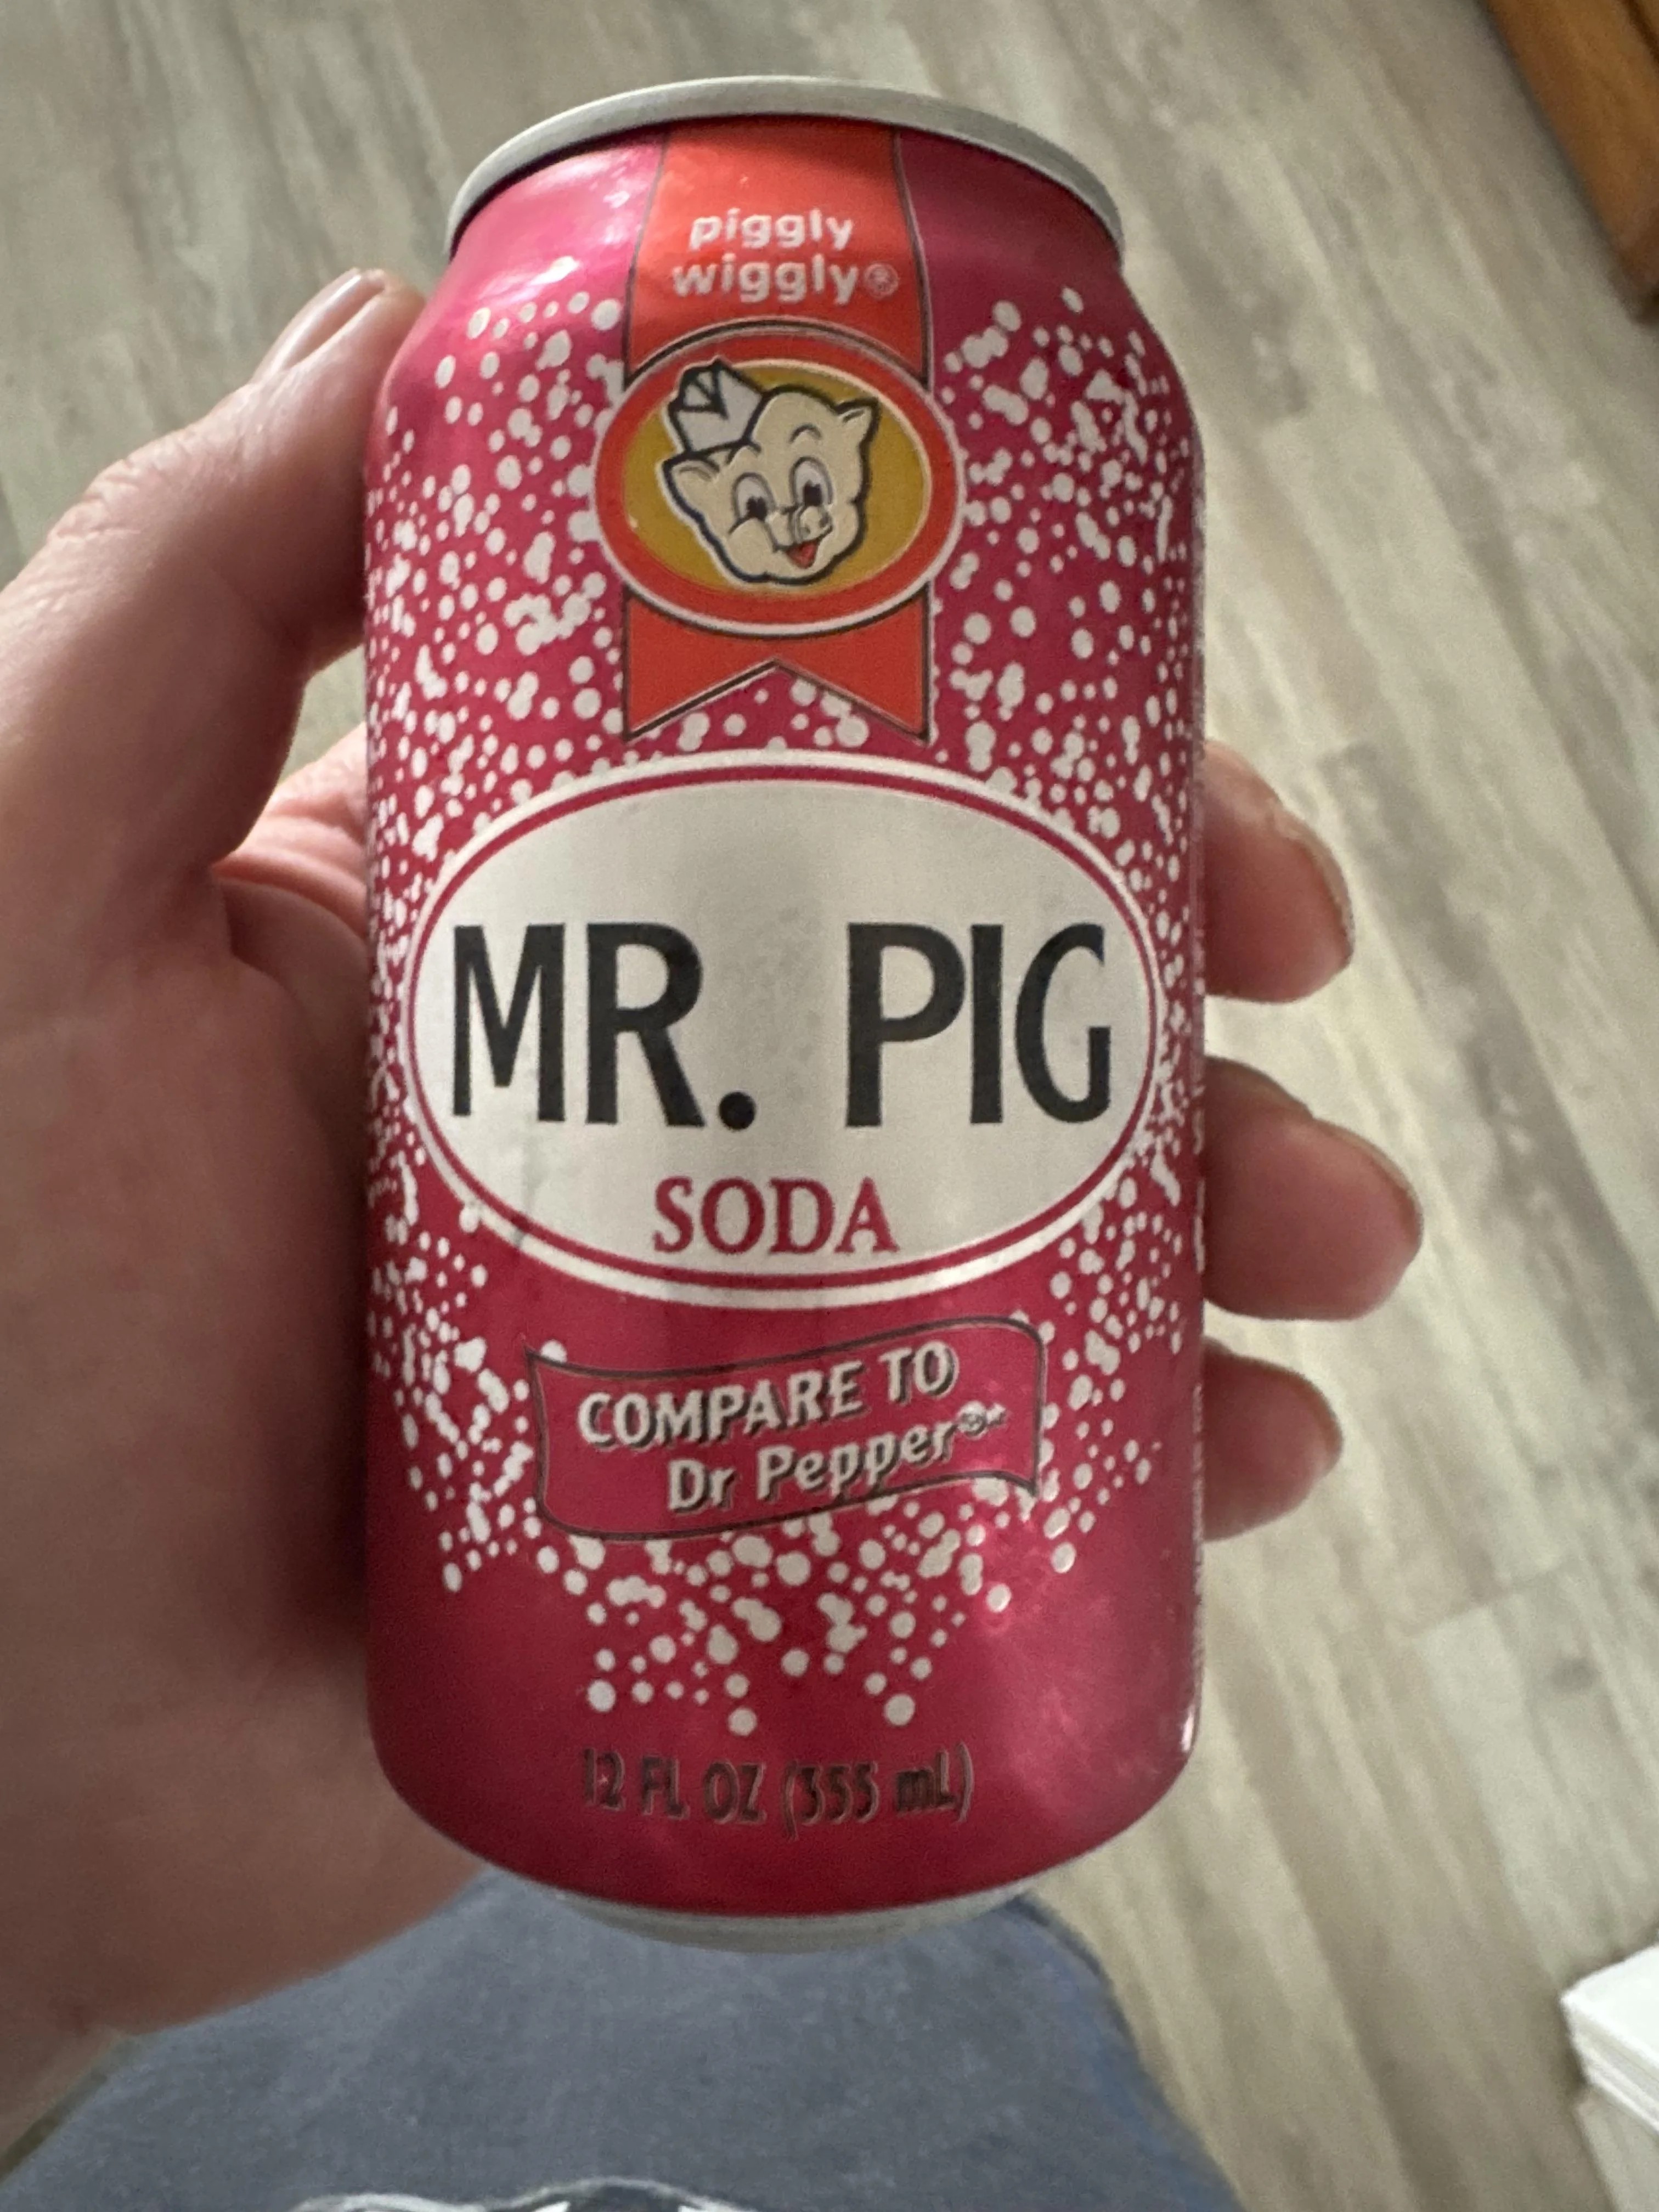 piggly
wiggly®
MR. PIG
SODA
COMPARE TO
Dr Pepper®*
12 FL OZ (355 mL)